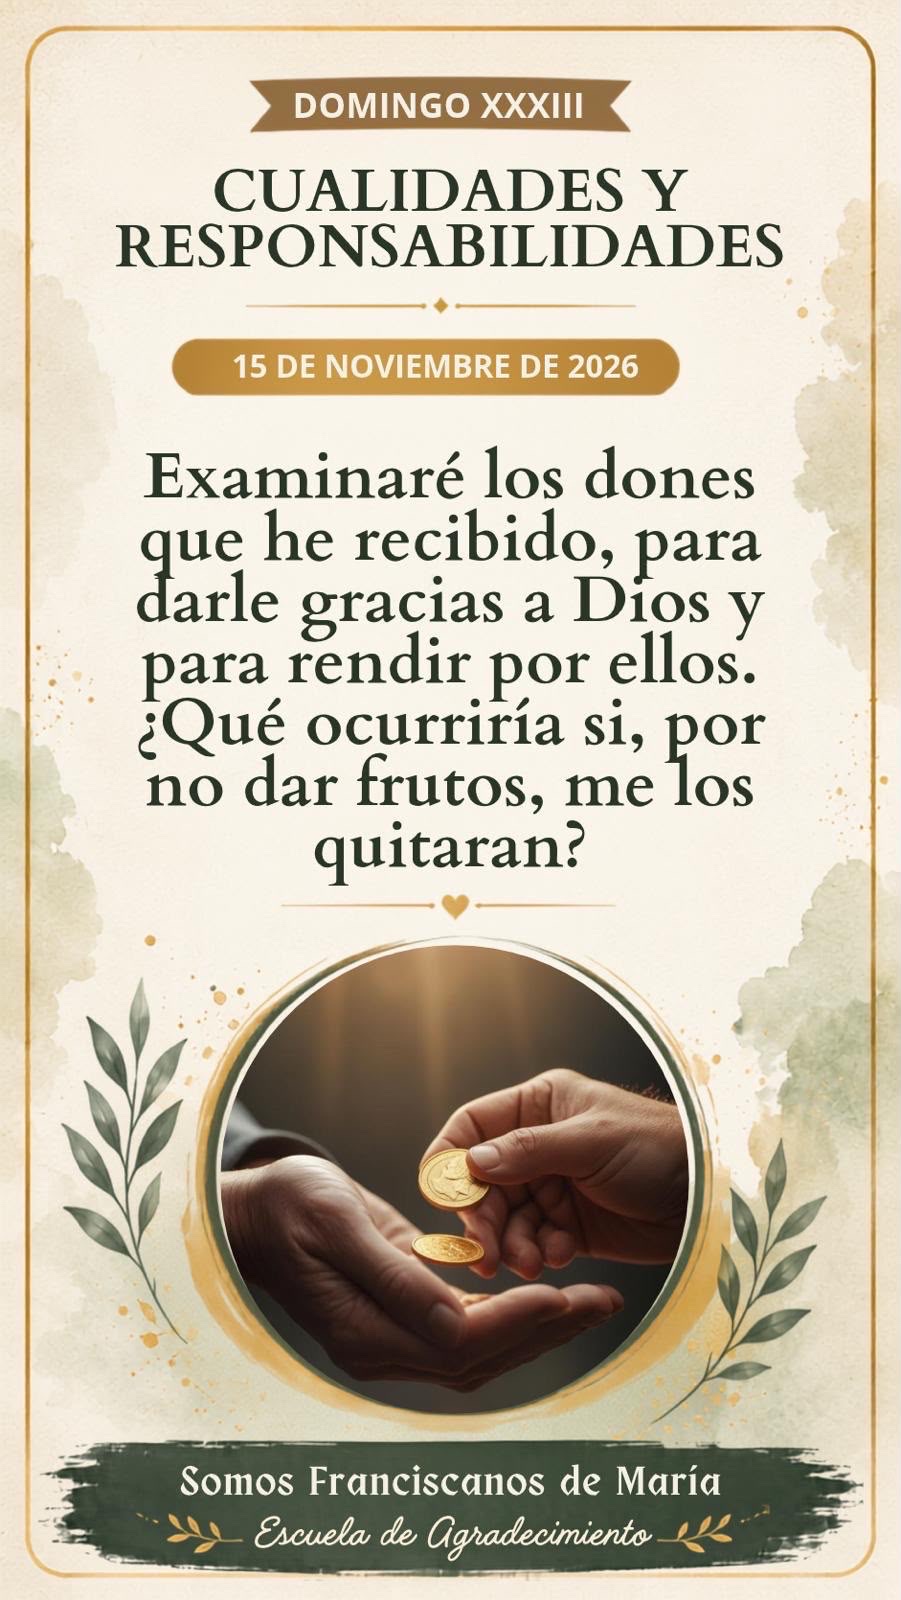 DOMINGO XXXIII
CUALIDADES Y
RESPONSABILIDADES
15 DE NOVIEMBRE DE 2026
Examinaré los dones
que he recibido, para
darle gracias a Dios y
para rendir por ellos.
¿Qué ocurriría si, por
no dar frutos, me los
quitaran?
Somos Franciscanos de María
Escuela de Agradecimiento